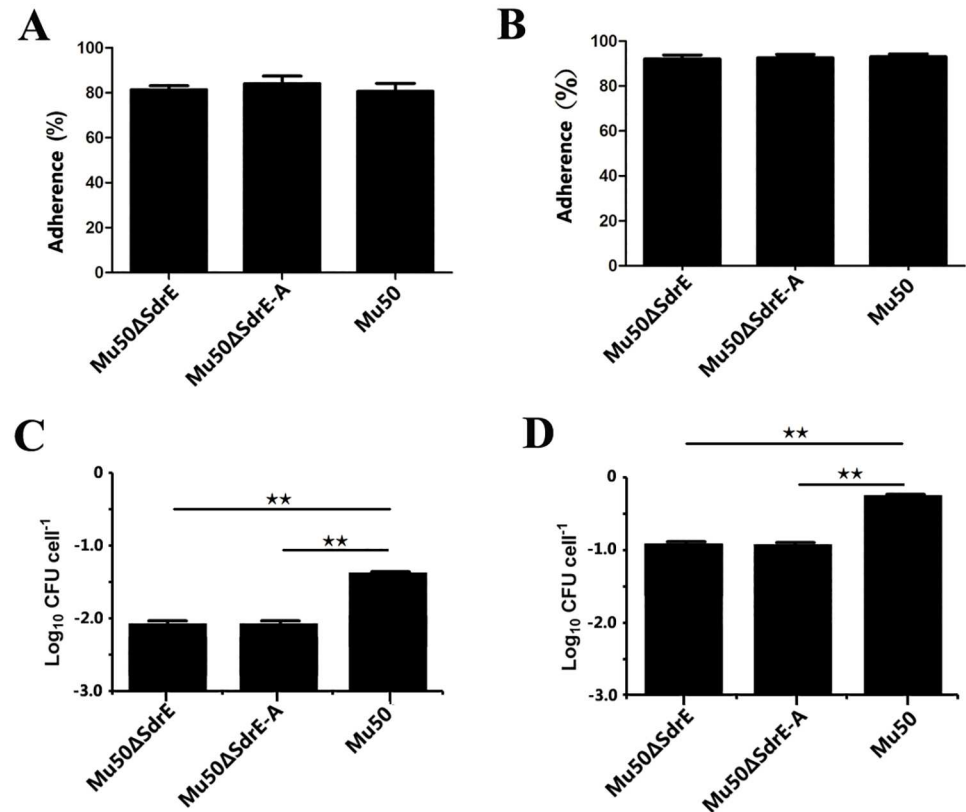 A
100
80
60
40
20
0
Adherence (%)
Mu50ΔSdrE
Mu50ΔSdrE-A
Mu50
B
100
80
60
40
20
0
Adherence (%)
Mu50ΔSdrE
Mu50ΔSdrE-A
Mu50
C
0
-1.0
-2.0
-3.0
Log₁₀ CFU cell⁻¹
★★
★★
Mu50ΔSdrE
Mu50ΔSdrE-A
Mu50
D
0
-1.0
-2.0
-3.0
Log₁₀ CFU cell⁻¹
★★
★★
Mu50ΔSdrE
Mu50ΔSdrE-A
Mu50